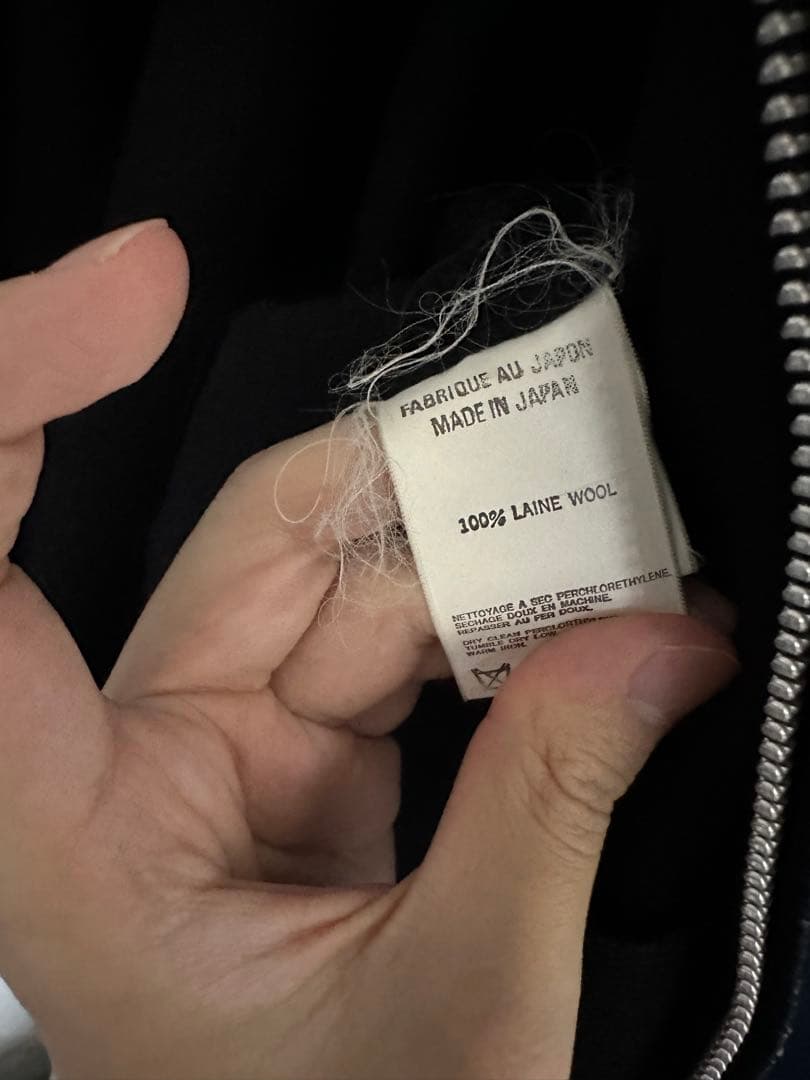 FABRIQUE AU JAPON
MADE IN JAPAN
100% LAINE WOOL
NETTOYAGE A SEC PERCHLORETHYLENE.
SECHAGE DOUX EN MACHINE.
REPASSER AU FER DOUX.
DRY CLEAN
TUMBLE DRY LOW
WARM IRON.